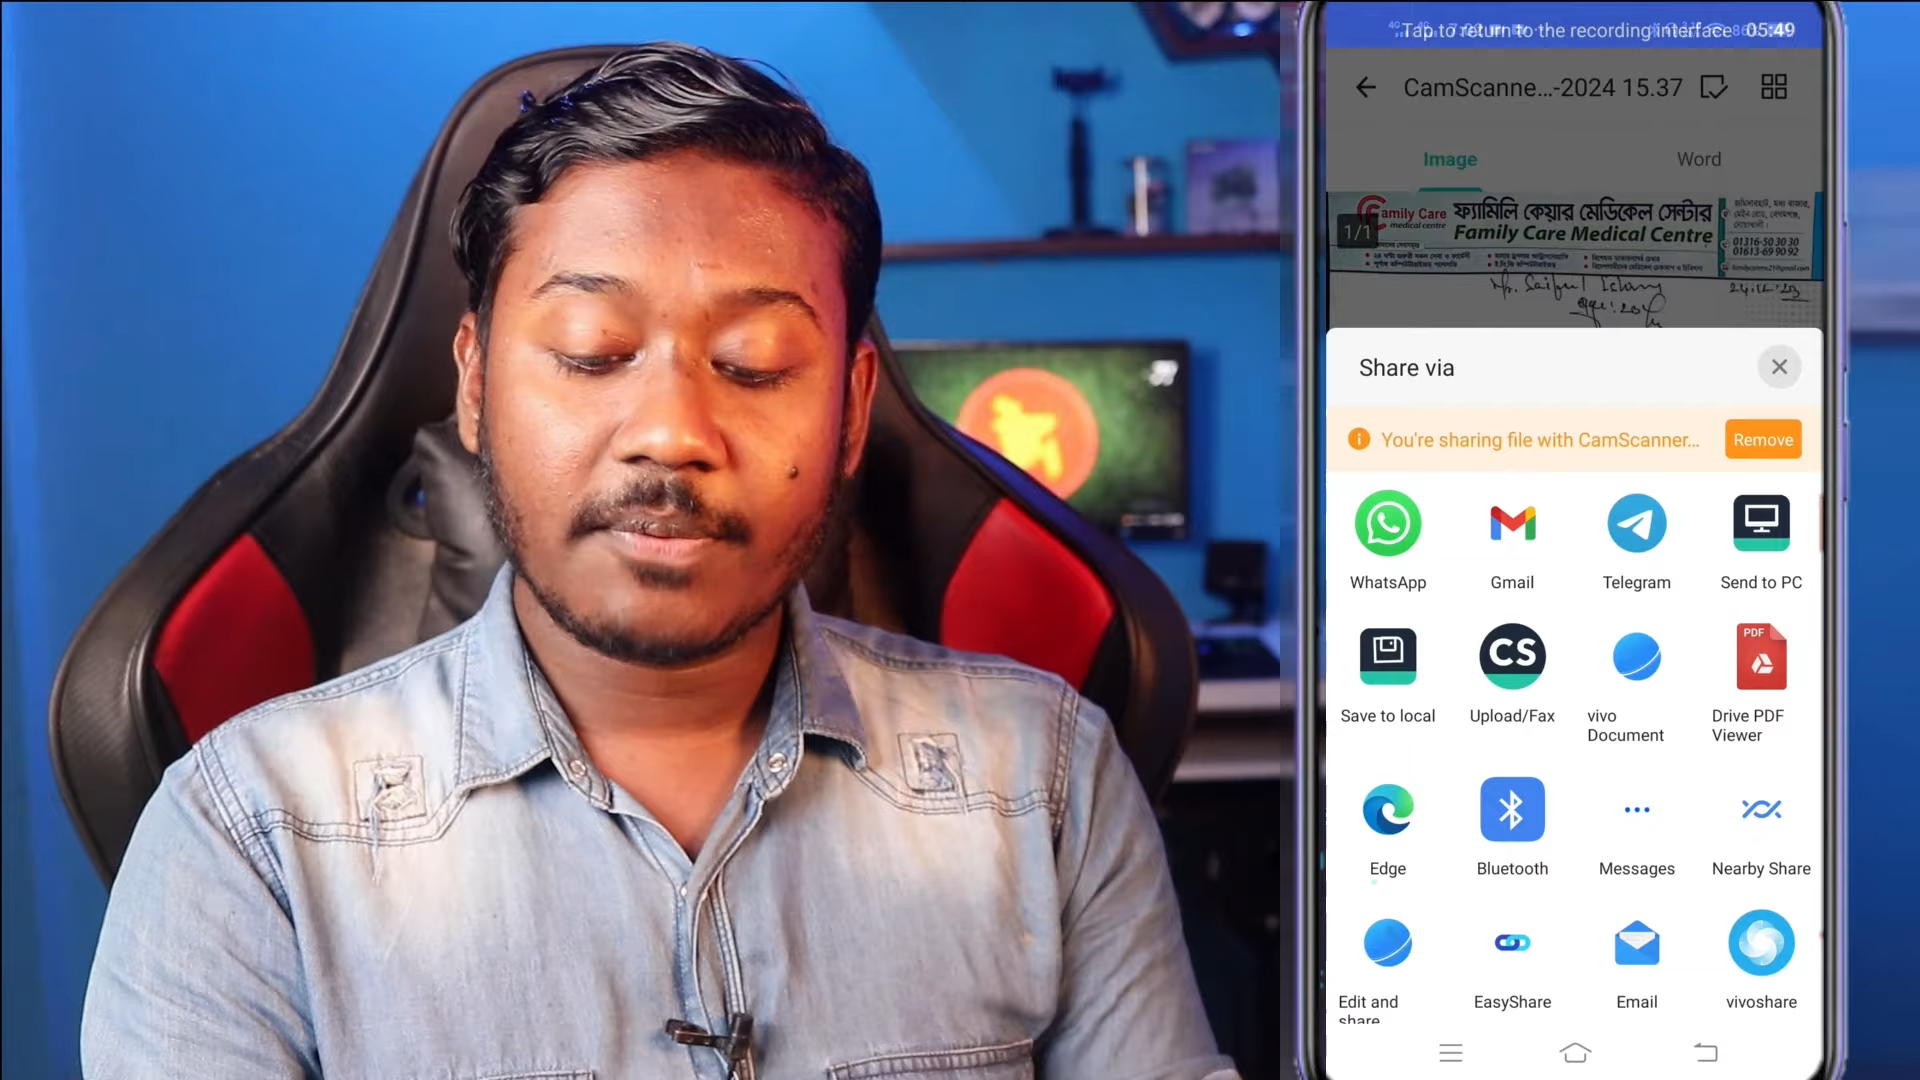 Tap to return to the recording interface 05:49
CamScanne...-2024 15.37
Image
Word
1/1
Family Care
medical centre
ফ্যামিলি কেয়ার মেডিকেল সেন্টার
Family Care Medical Centre
01316-50 30 30
01613-69 90 92
Share via
You're sharing file with CamScanner...
Remove
WhatsApp
Gmail
Telegram
Send to PC
CS
PDF
Save to local
Upload/Fax
vivo Document
Drive PDF Viewer
Edge
Bluetooth
Messages
Nearby Share
Edit and share
EasyShare
Email
vivoshare